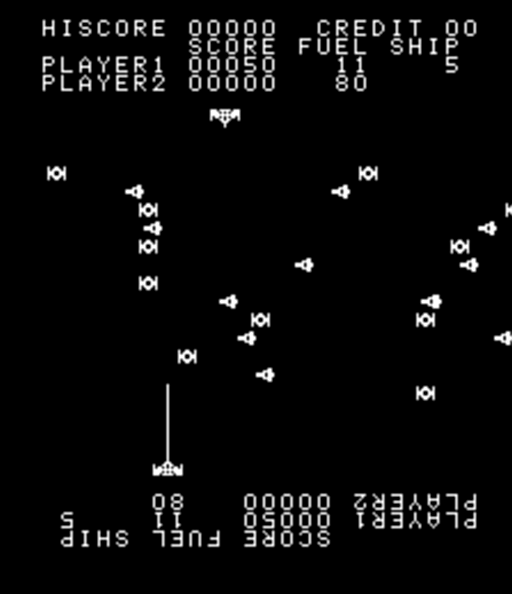 HISCORE 00000 CREDIT 00
SCORE FUEL SHIP
PLAYER1 00050 11 5
PLAYER2 00000 80
SCORE FUEL SHIP
PLAYER1 00050 11 5
PLAYER2 00000 80